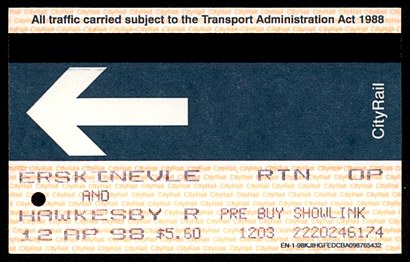 All traffic carried subject to the Transport Administration Act 1988
CityRail
ERSKINEVLE RTN OP
AND
HAWKESBY R PRE BUY SHOWLINK
12 AP 98 $5.60 1203 2220246174
EN-1-98KJIHGFEDCBA098765432